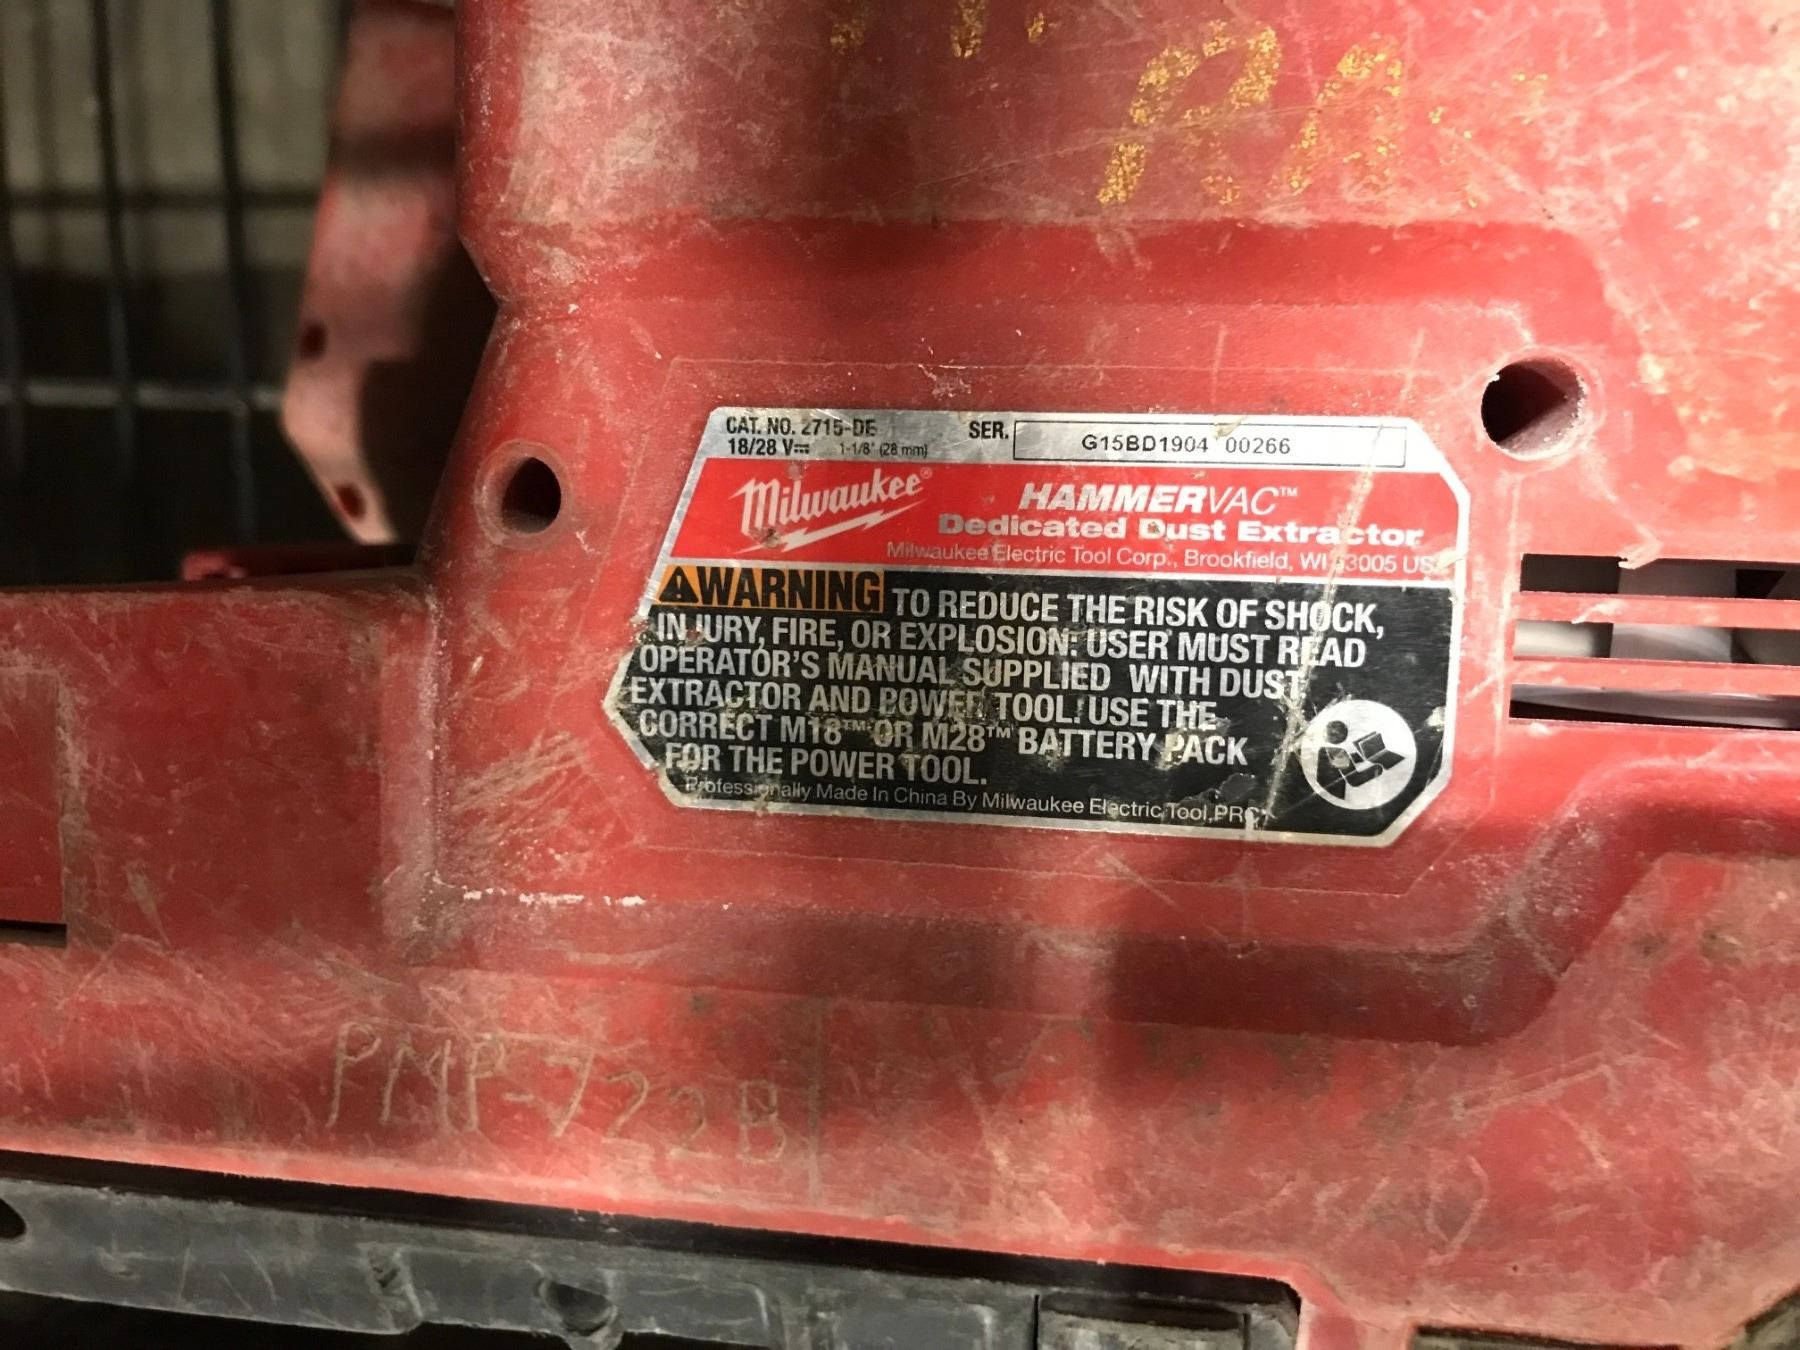 RA
CAT. NO. 2715-DE
18/28 V⎓ 1-1/8" (28 mm)
SER. G15BD1904 00266
Milwaukee®
HAMMERVAC™
Dedicated Dust Extractor
Milwaukee Electric Tool Corp., Brookfield, WI 53005 USA
WARNING TO REDUCE THE RISK OF SHOCK,
INJURY, FIRE, OR EXPLOSION: USER MUST READ
OPERATOR'S MANUAL SUPPLIED WITH DUST
EXTRACTOR AND POWER TOOL. USE THE
CORRECT M18™ OR M28™ BATTERY PACK
FOR THE POWER TOOL.
Professionally Made In China By Milwaukee Electric Tool, PRC
PMP-722B